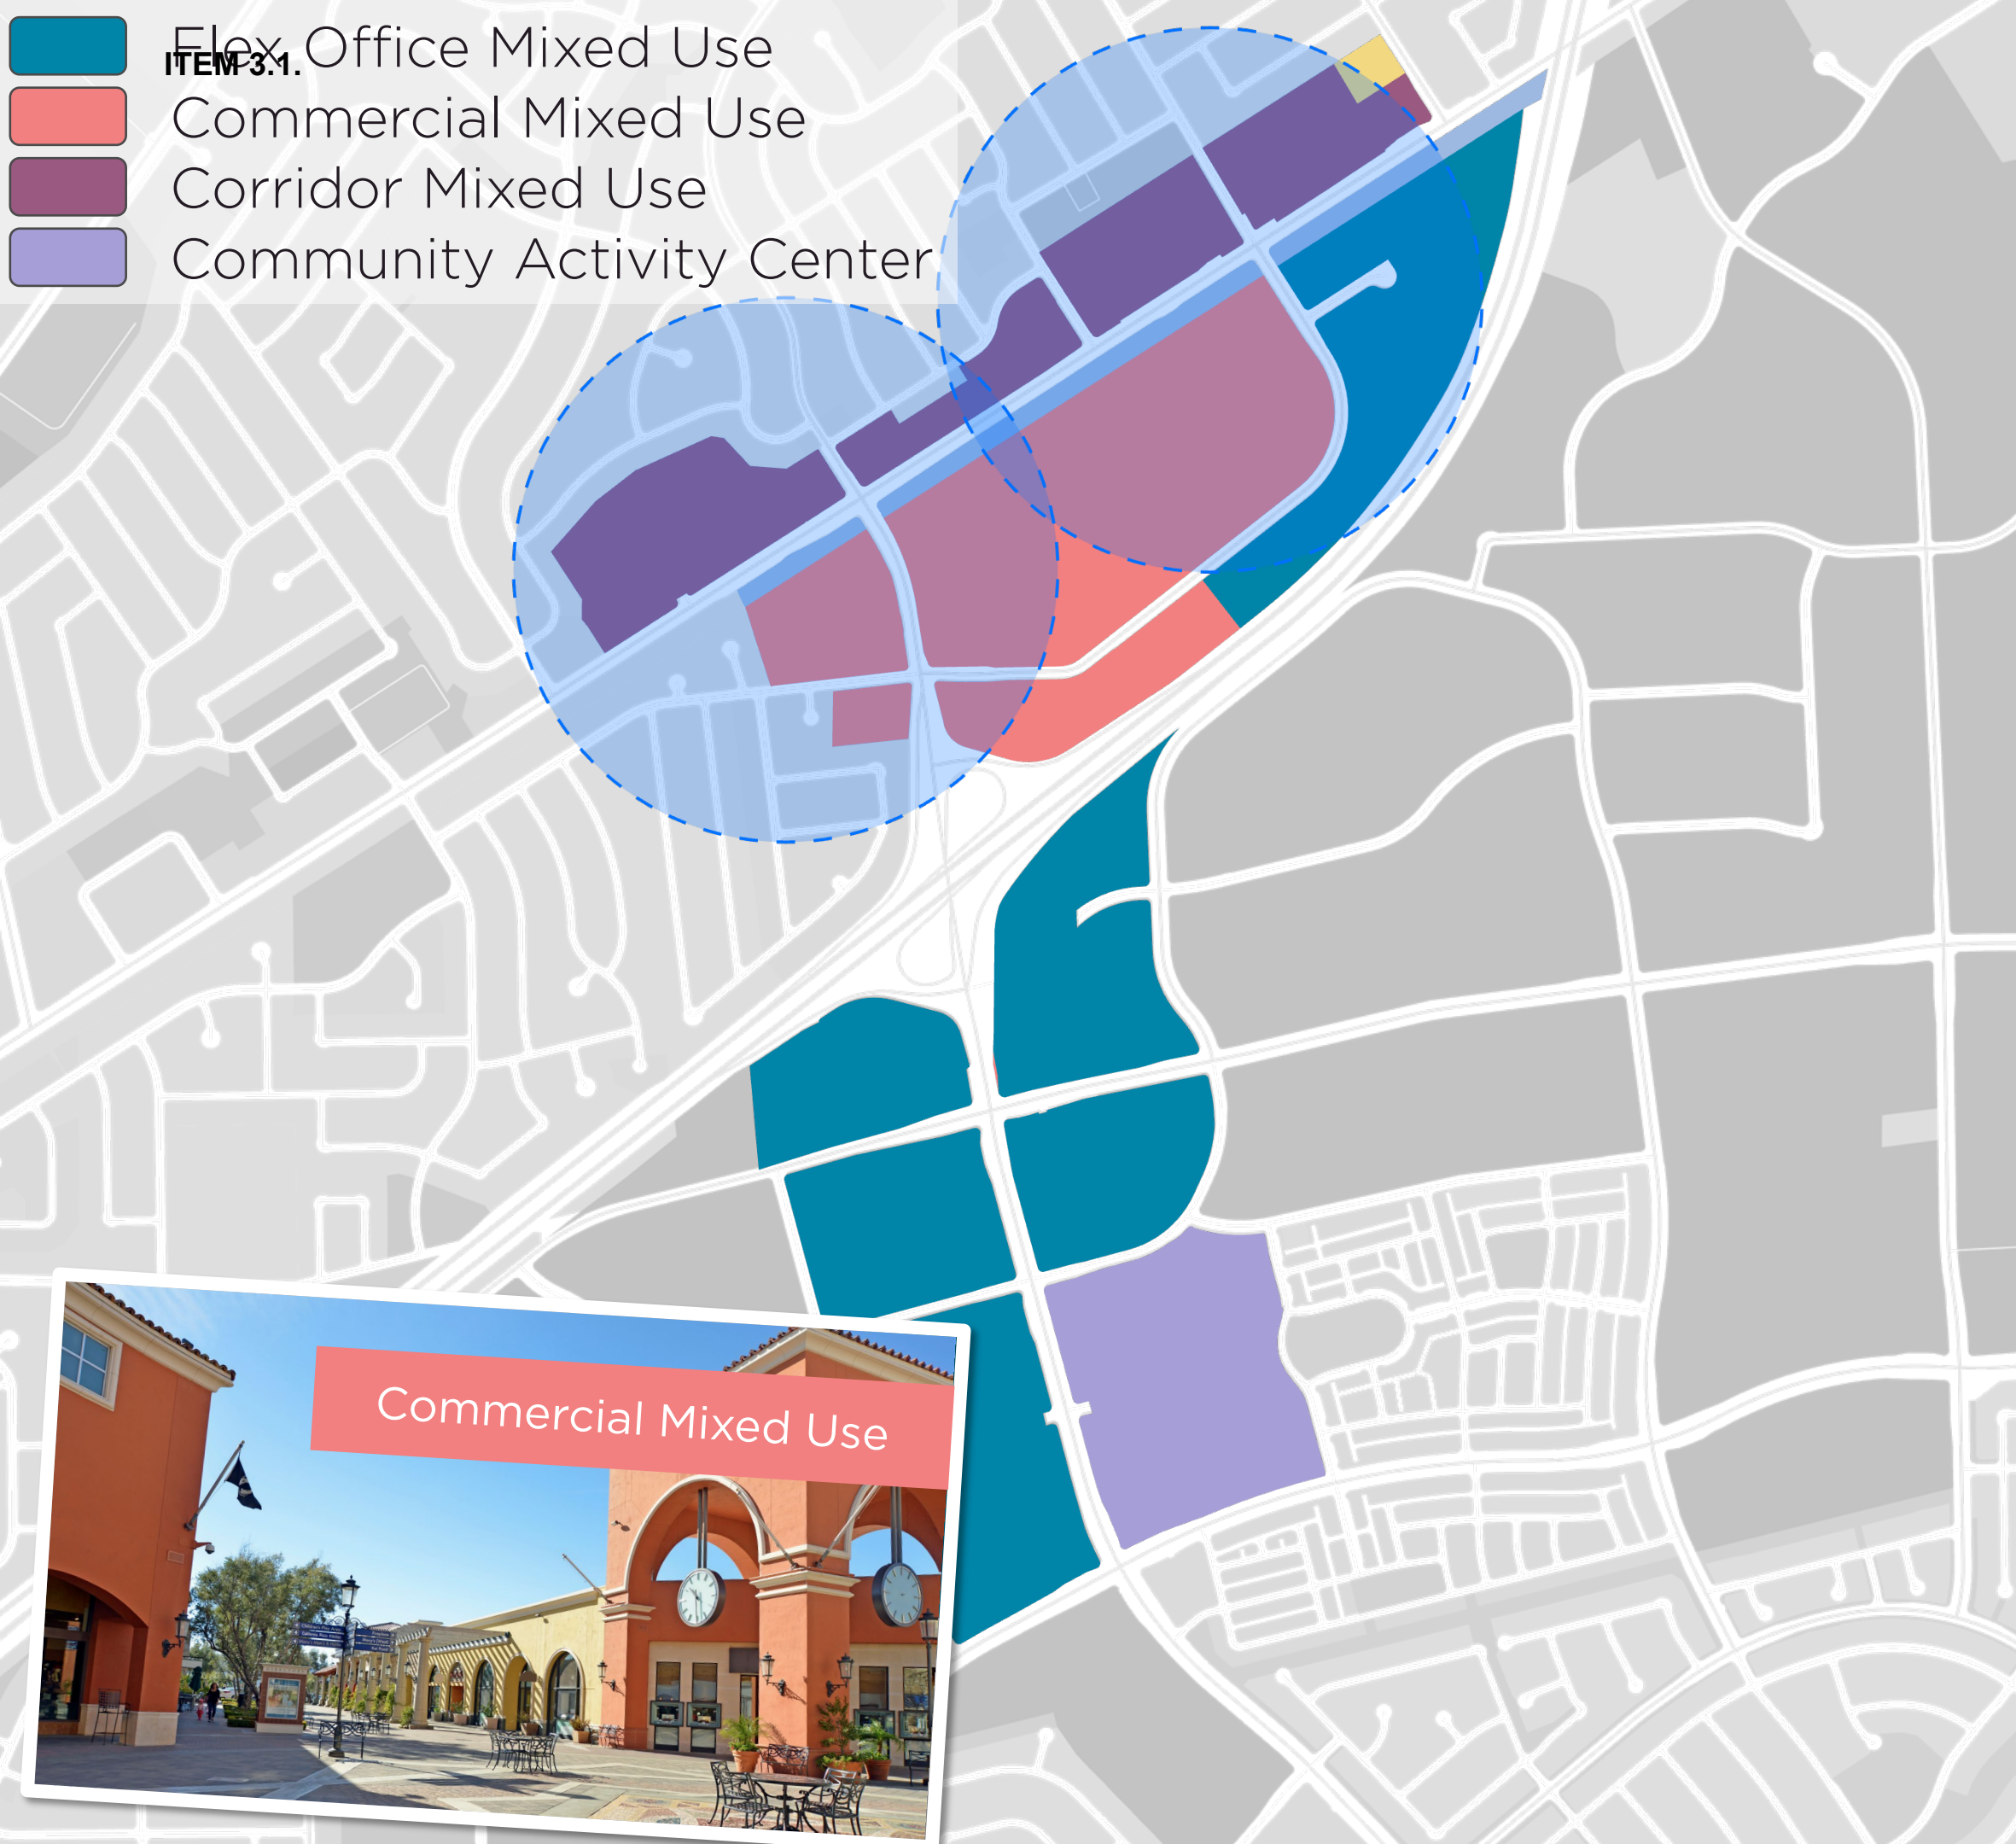 Flex Office Mixed Use
ITEM 3.1.
Commercial Mixed Use
Corridor Mixed Use
Community Activity Center
Commercial Mixed Use